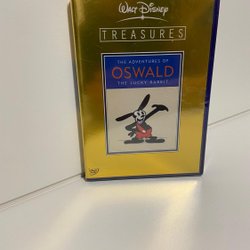 WALT DISNEY
TREASURES
THE ADVENTURES OF
OSWALD
THE LUCKY RABBIT
DVD